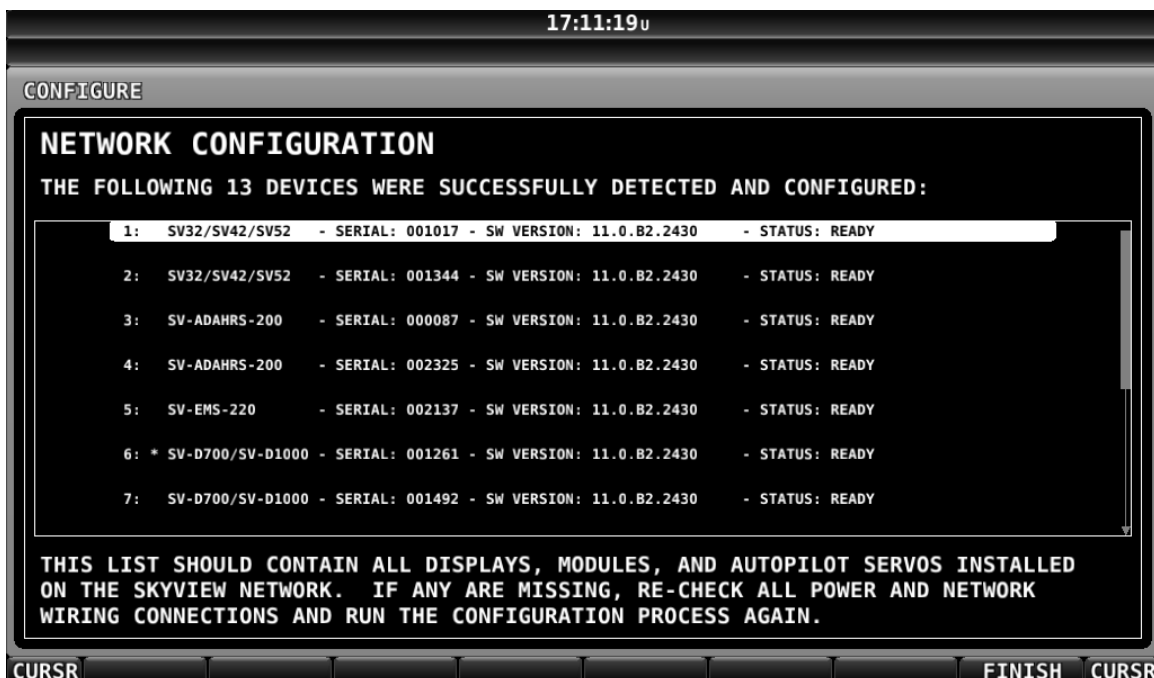 17:11:19U
CONFIGURE
NETWORK CONFIGURATION
THE FOLLOWING 13 DEVICES WERE SUCCESSFULLY DETECTED AND CONFIGURED:
1: SV32/SV42/SV52 - SERIAL: 001017 - SW VERSION: 11.0.B2.2430 - STATUS: READY
2: SV32/SV42/SV52 - SERIAL: 001344 - SW VERSION: 11.0.B2.2430 - STATUS: READY
3: SV-ADAHRS-200 - SERIAL: 000087 - SW VERSION: 11.0.B2.2430 - STATUS: READY
4: SV-ADAHRS-200 - SERIAL: 002325 - SW VERSION: 11.0.B2.2430 - STATUS: READY
5: SV-EMS-220 - SERIAL: 002137 - SW VERSION: 11.0.B2.2430 - STATUS: READY
6: * SV-D700/SV-D1000 - SERIAL: 001261 - SW VERSION: 11.0.B2.2430 - STATUS: READY
7: SV-D700/SV-D1000 - SERIAL: 001492 - SW VERSION: 11.0.B2.2430 - STATUS: READY
THIS LIST SHOULD CONTAIN ALL DISPLAYS, MODULES, AND AUTOPILOT SERVOS INSTALLED
ON THE SKYVIEW NETWORK. IF ANY ARE MISSING, RE-CHECK ALL POWER AND NETWORK
WIRING CONNECTIONS AND RUN THE CONFIGURATION PROCESS AGAIN.
CURSR FINISH CURSR